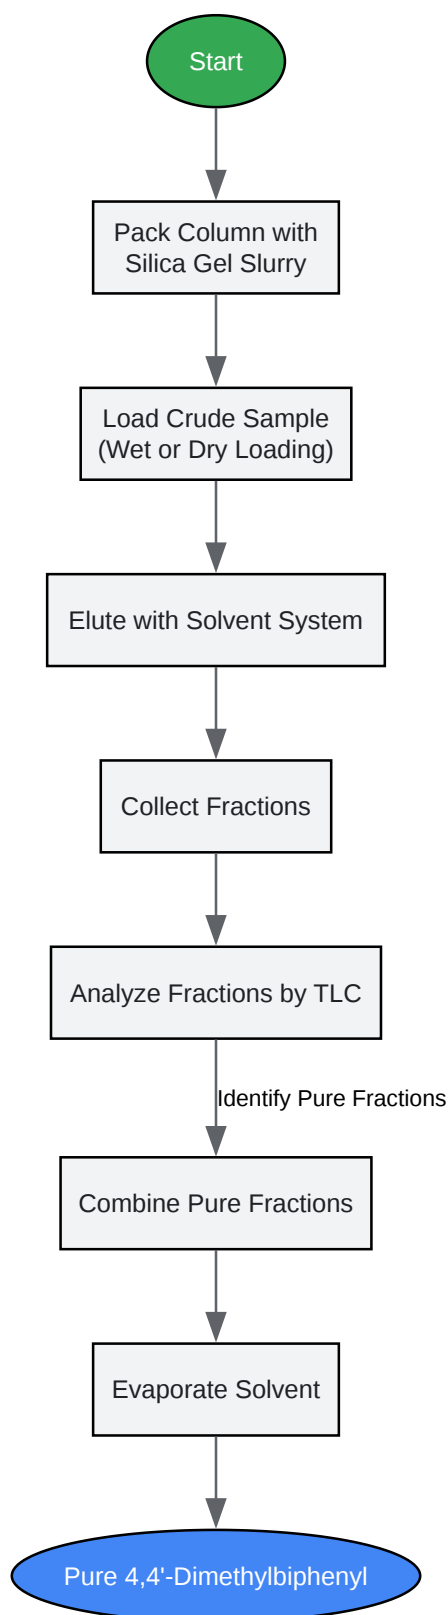 Start
Pack Column with
Silica Gel Slurry
Load Crude Sample
(Wet or Dry Loading)
Elute with Solvent System
Collect Fractions
Analyze Fractions by TLC
Identify Pure Fractions
Combine Pure Fractions
Evaporate Solvent
Pure 4,4'-Dimethylbiphenyl